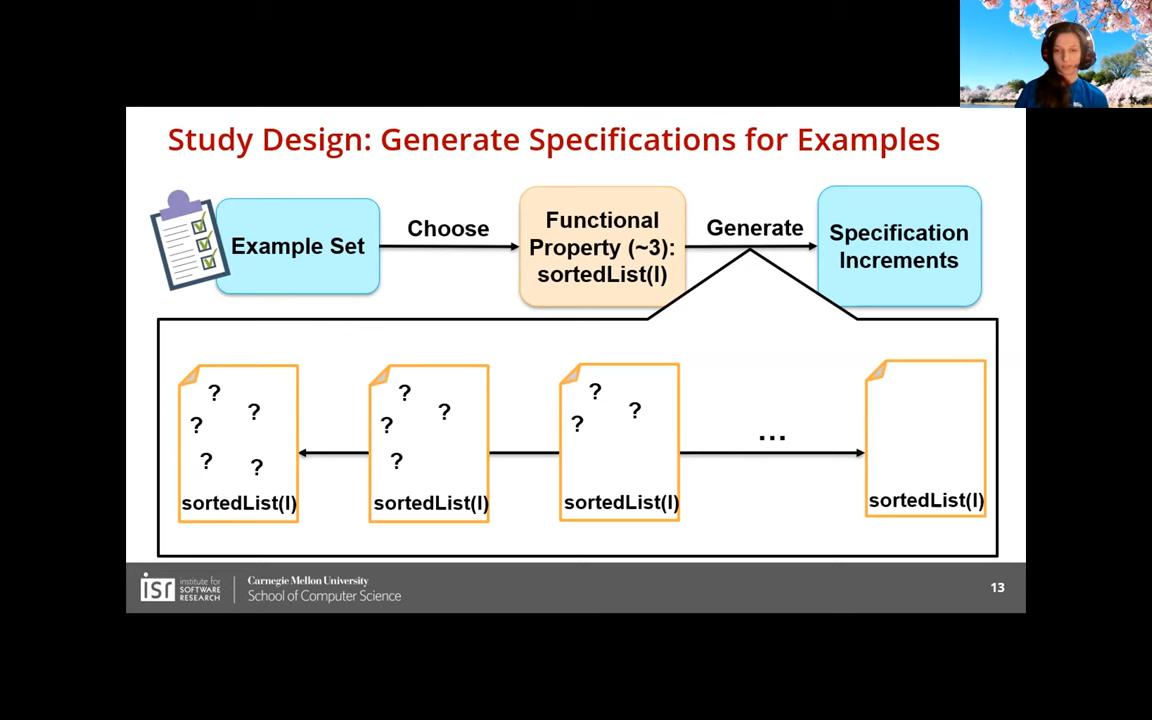 Study Design: Generate Specifications for Examples
Example Set
Choose
Functional
Property (~3):
sortedList(l)
Generate
Specification
Increments
?
?
?
?
?
sortedList(l)
?
?
?
?
sortedList(l)
?
?
?
sortedList(l)
...
sortedList(l)
isr
institute for
SOFTWARE
RESEARCH
Carnegie Mellon University
School of Computer Science
13